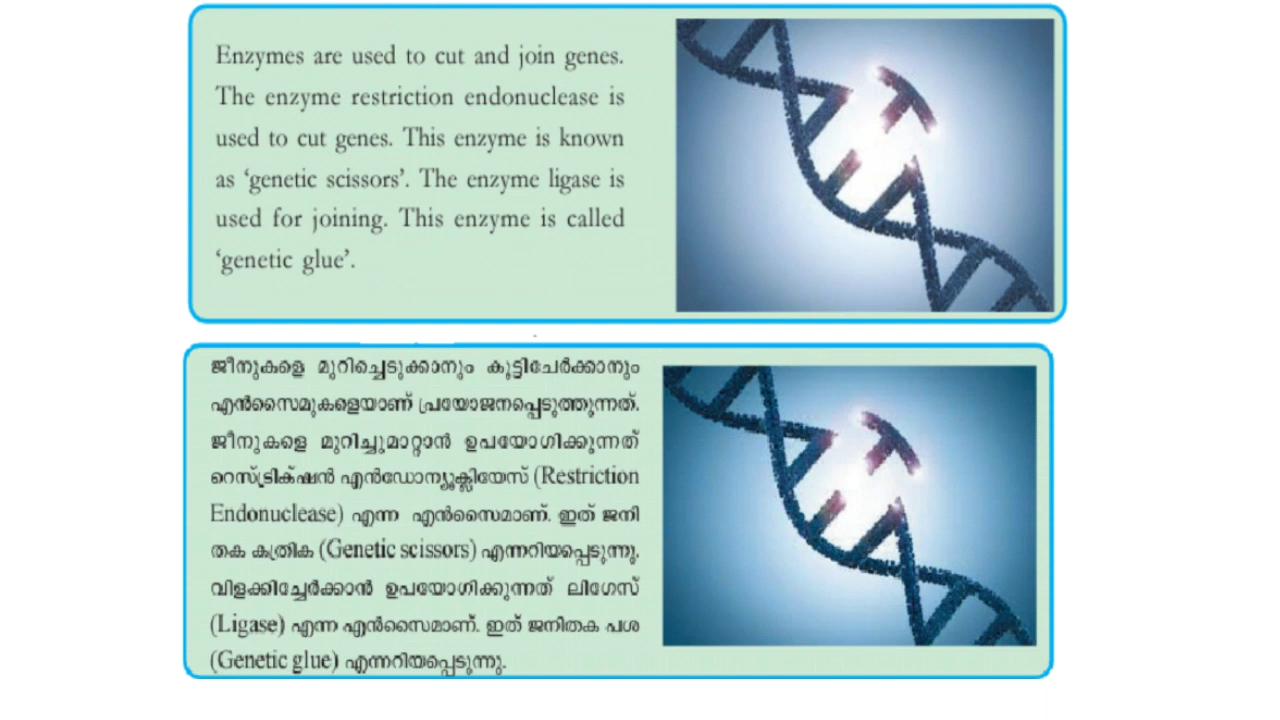 Enzymes are used to cut and join genes.
The enzyme restriction endonuclease is
used to cut genes. This enzyme is known
as ‘genetic scissors’. The enzyme ligase is
used for joining. This enzyme is called
‘genetic glue’.
ജീനുകളെ മുറിച്ചെടുക്കാനും കൂട്ടിചേർക്കാനും
എൻസൈമുകളെയാണ് പ്രയോജനപ്പെടുത്തുന്നത്.
ജീനുകളെ മുറിച്ചുമാറ്റാൻ ഉപയോഗിക്കുന്നത്
റെസ്ട്രിക്ഷൻ എൻഡോന്യൂക്ലിയേസ് (Restriction
Endonuclease) എന്ന എൻസൈമാണ്. ഇത് ജനി
തക കത്രിക (Genetic scissors) എന്നറിയപ്പെടുന്നു.
വിളക്കിച്ചേർക്കാൻ ഉപയോഗിക്കുന്നത് ലിഗേസ്
(Ligase) എന്ന എൻസൈമാണ്. ഇത് ജനിതക പശ
(Genetic glue) എന്നറിയപ്പെടുന്നു.